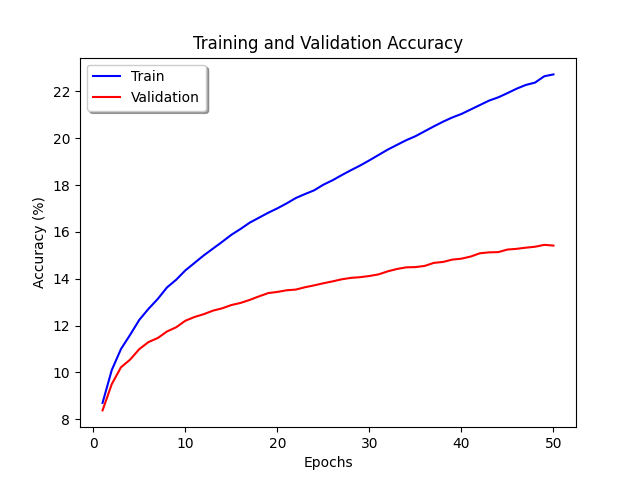 Training and Validation Accuracy
Train
Validation
22
20
18
16
14
12
10
8
Accuracy (%)
0
10
20
30
40
50
Epochs